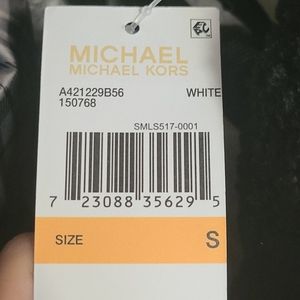 MICHAEL
MICHAEL KORS
A421229B56 WHITE
150768
SMLS517-0001
7 23088 35629 5
SIZE S